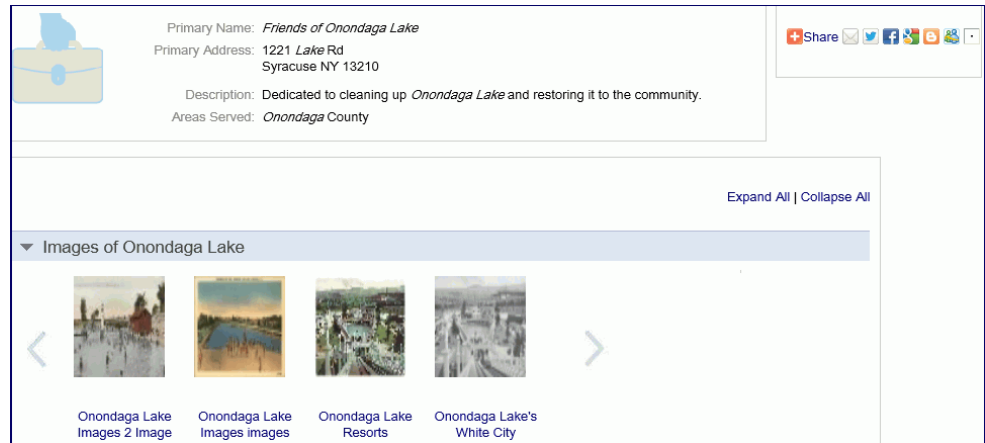 Primary Name: Friends of Onondaga Lake
Primary Address: 1221 Lake Rd
Syracuse NY 13210
Description: Dedicated to cleaning up Onondaga Lake and restoring it to the community.
Areas Served: Onondaga County
Share
Expand All | Collapse All
Images of Onondaga Lake
Onondaga Lake Images 2 Image
Onondaga Lake Images images
Onondaga Lake Resorts
Onondaga Lake's White City